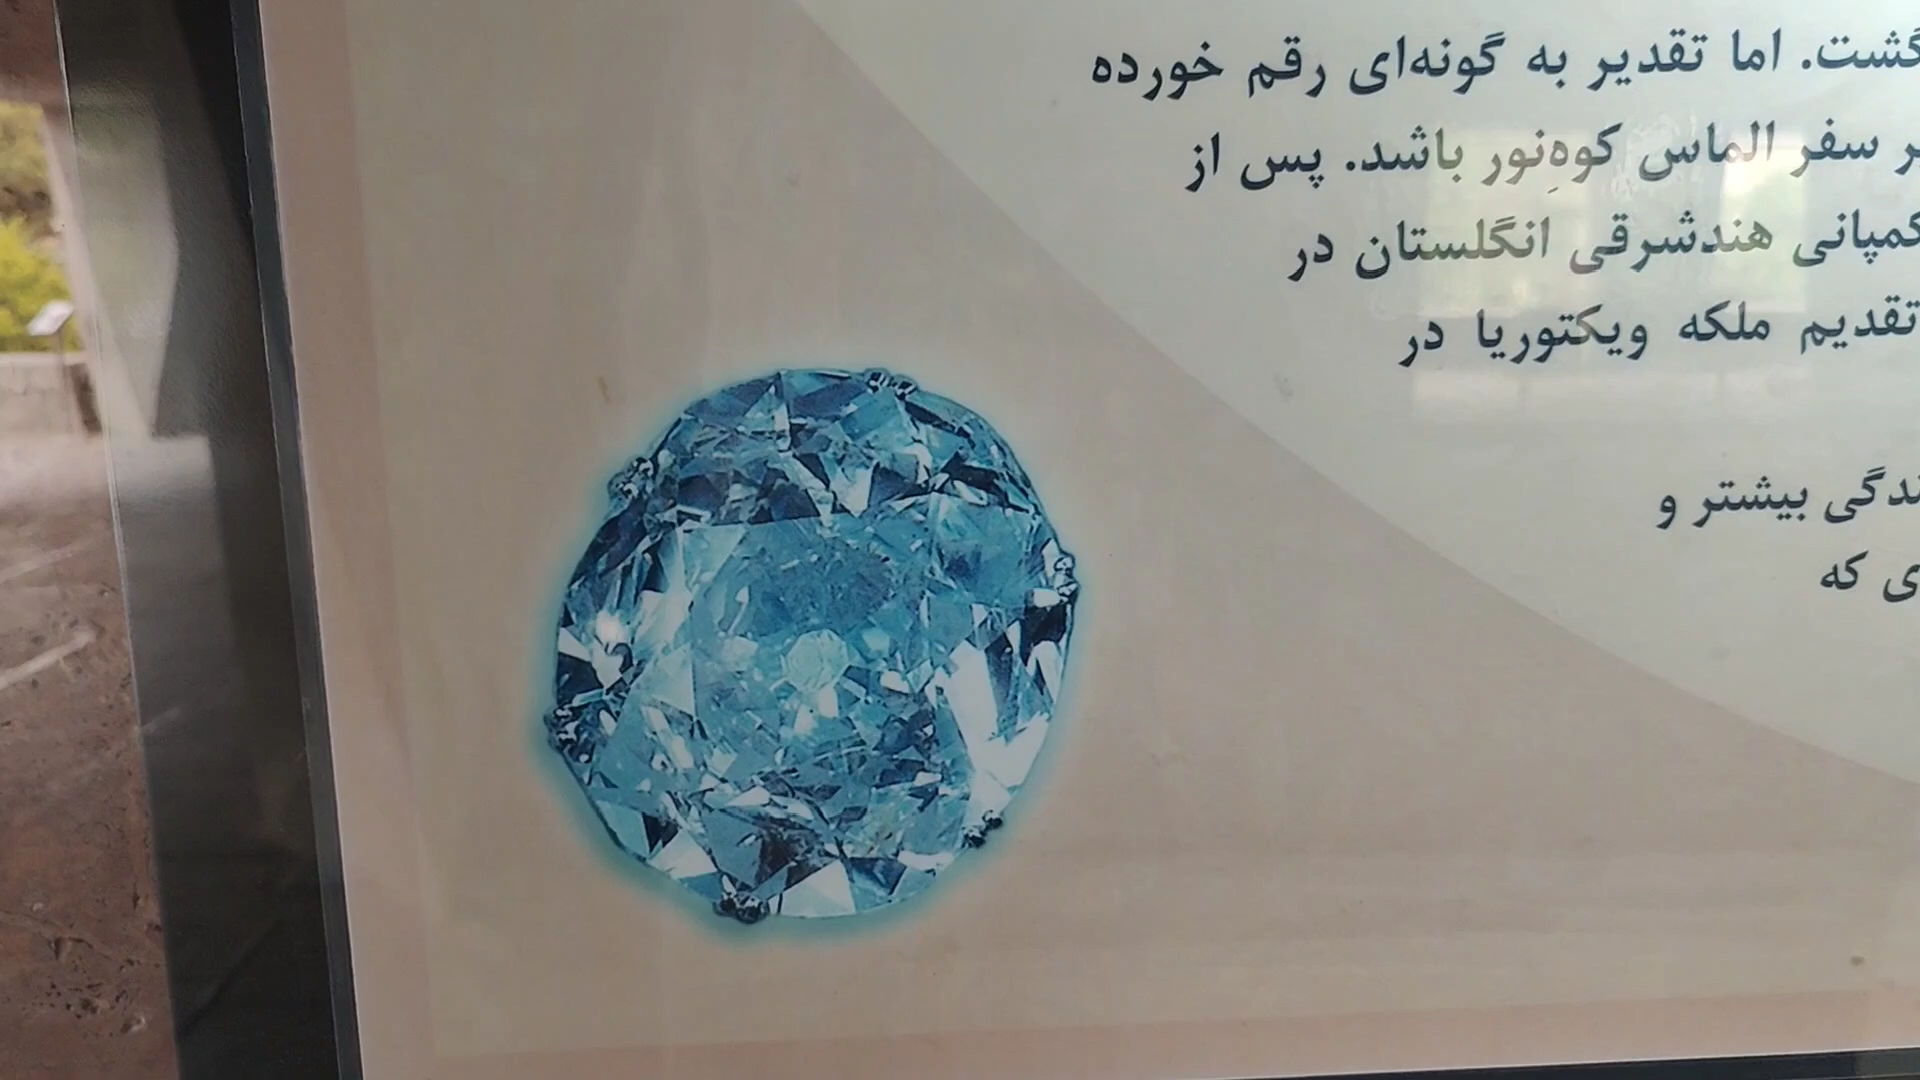 گشت. اما تقدیر به گونه‌ای رقم خورده
سفر الماس کوهِ‌نور باشد. پس از
کمپانی هندشرقی انگلستان در
تقدیم ملکه ویکتوریا در
بیشتر و
که